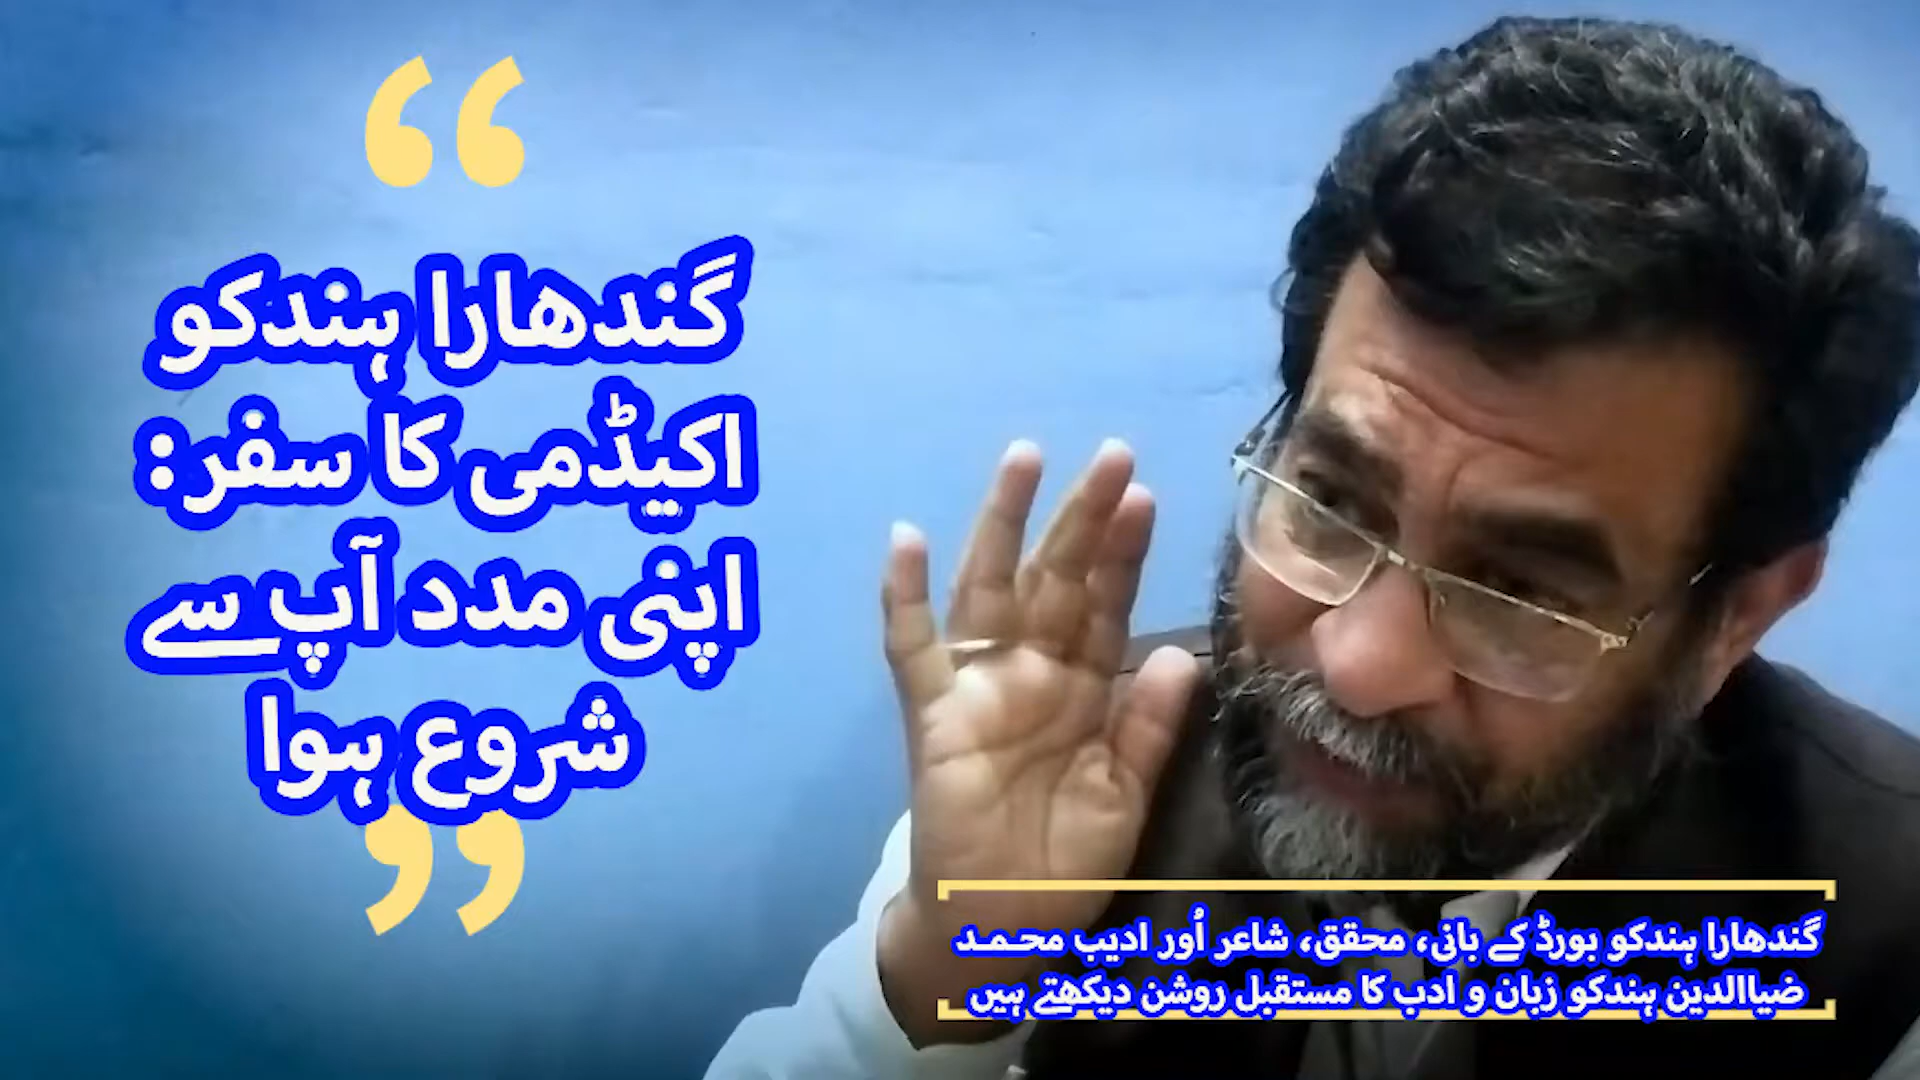 گندھارا ہندکو
اکیڈمی کا سفر:
اپنی مدد آپ سے
شروع ہوا
گندھارا ہندکو بورڈ کے بانی، محقق، شاعر اُور ادیب محـمـد
ضیاالدین ہندکو زبان و ادب کا مستقبل روشن دیکھتے ہیں